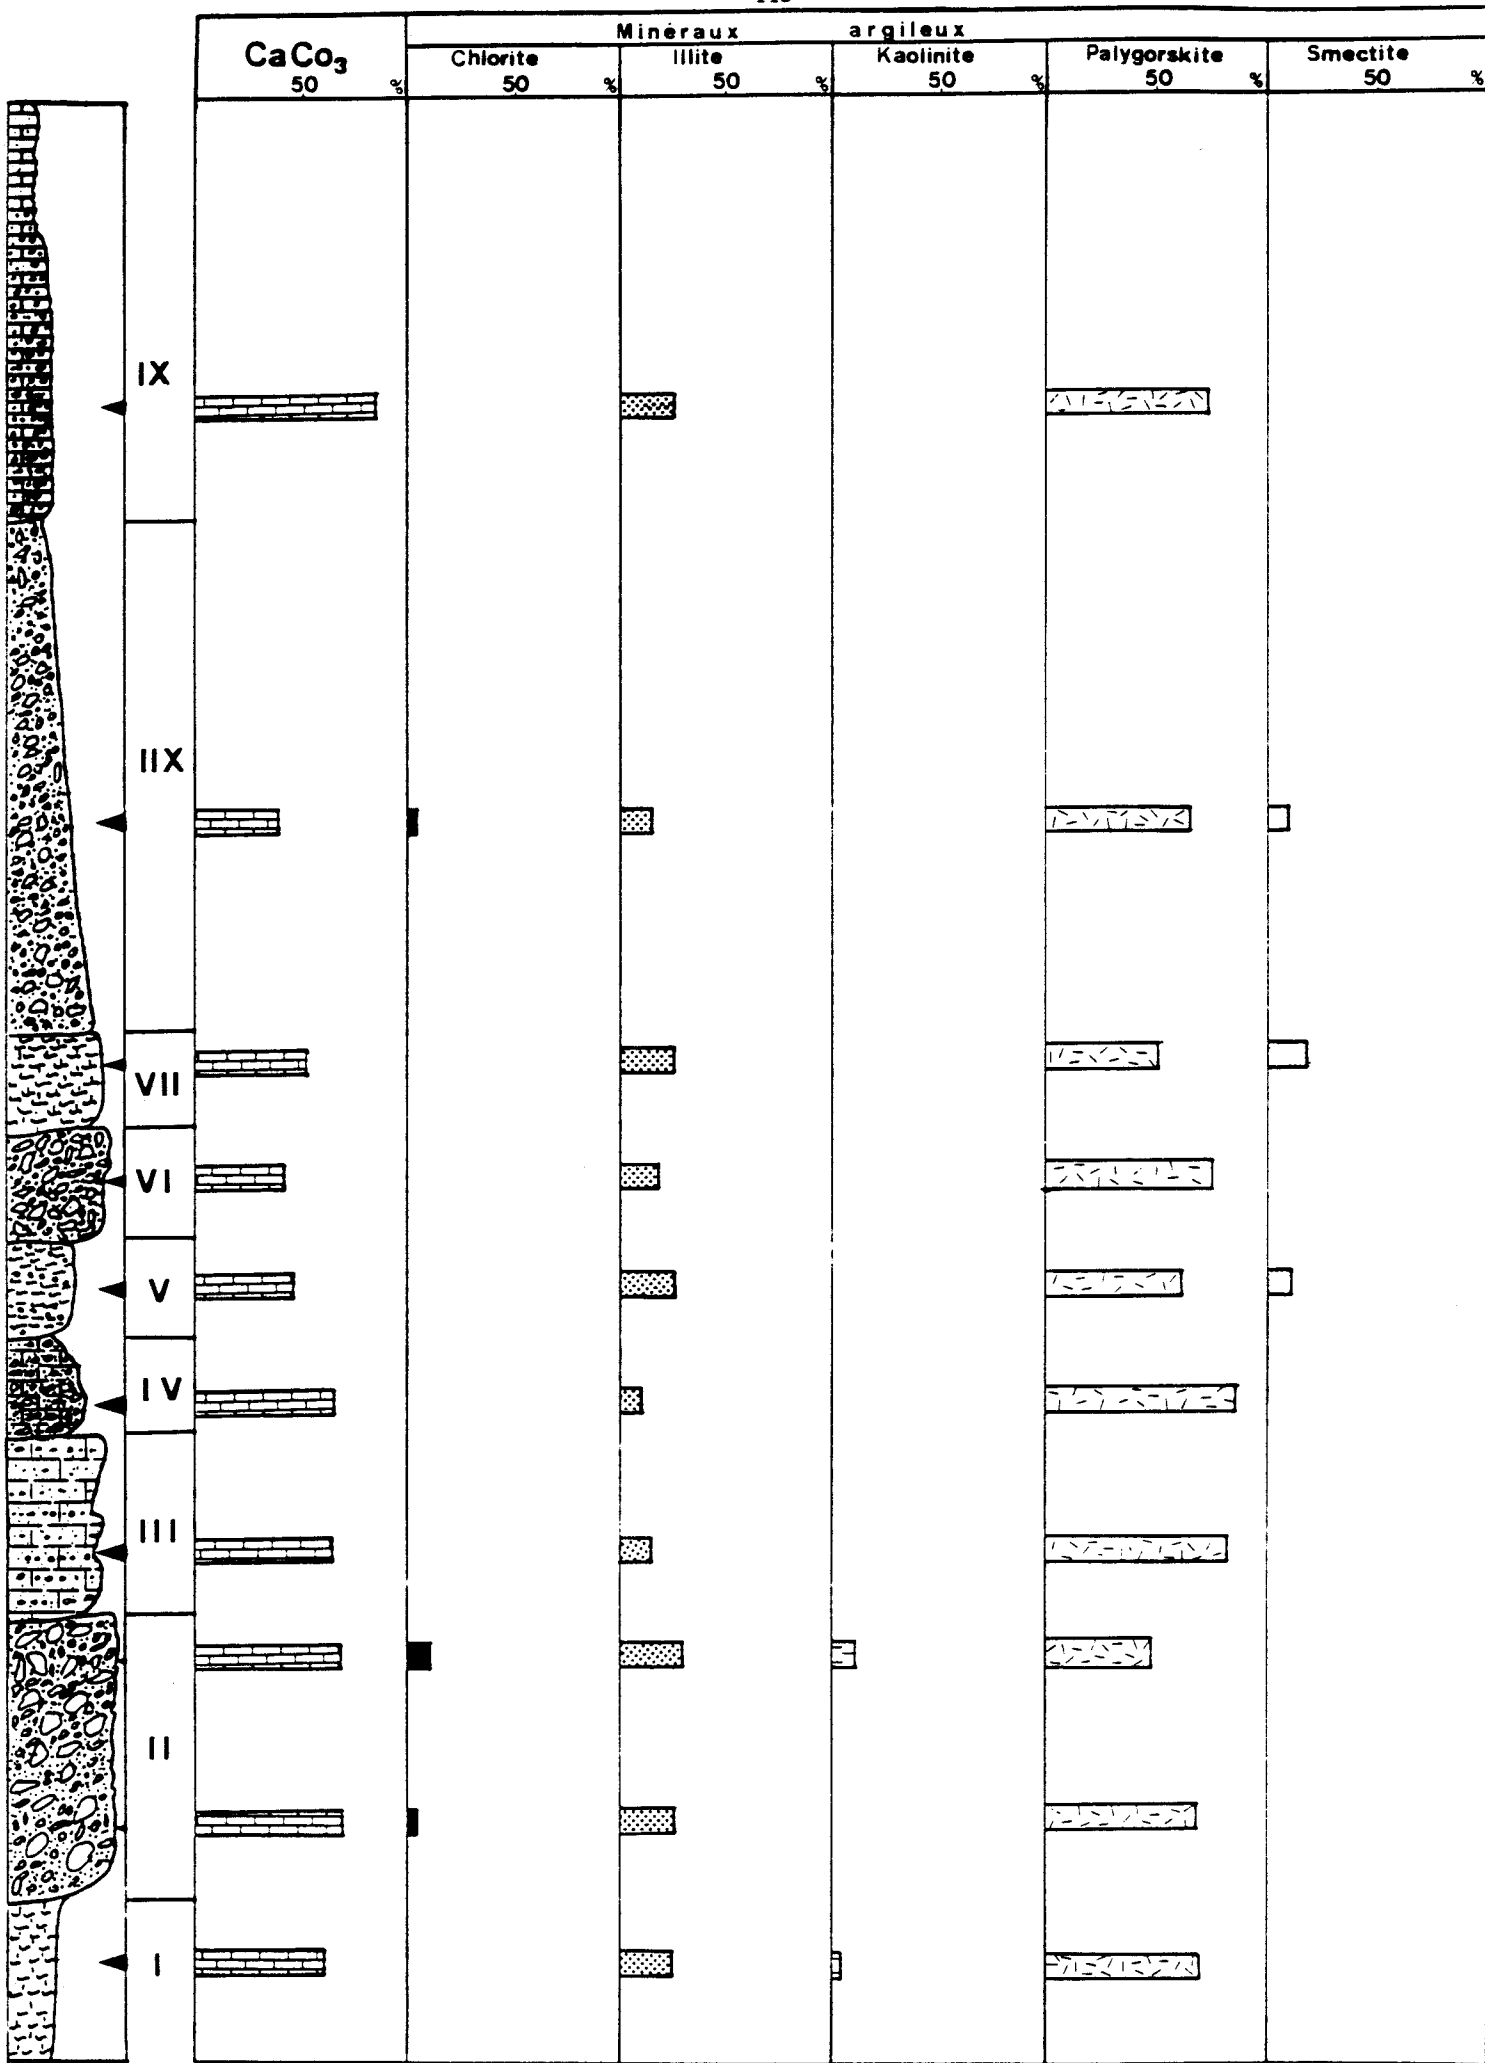 Minéraux argileux
CaCo3 Chlorite Illite Kaolinite Palygorskite Smectite
50 % 50 % 50 % 50 % 50 % 50 %
IX
IIX
VII
VI
V
IV
III
II
I